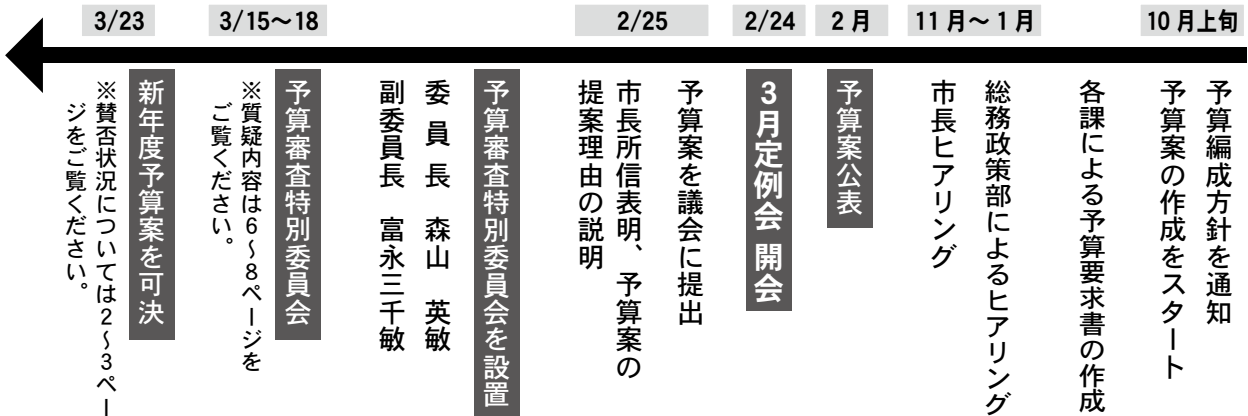 10月上旬
予算編成方針を通知
予算案の作成をスタート
各課による予算要求書の作成
11月～1月
総務政策部によるヒアリング
市長ヒアリング
2月
予算案公表
2/24
3月定例会 開会
2/25
予算案を議会に提出
市長所信表明、予算案の
提案理由の説明
予算審査特別委員会を設置
委員長 森山 英敏
副委員長 富永三千敏
3/15～18
予算審査特別委員会
※質疑内容は6～8ページを
ご覧ください。
3/23
新年度予算案を可決
※賛否状況については2～3ペー
ジをご覧ください。